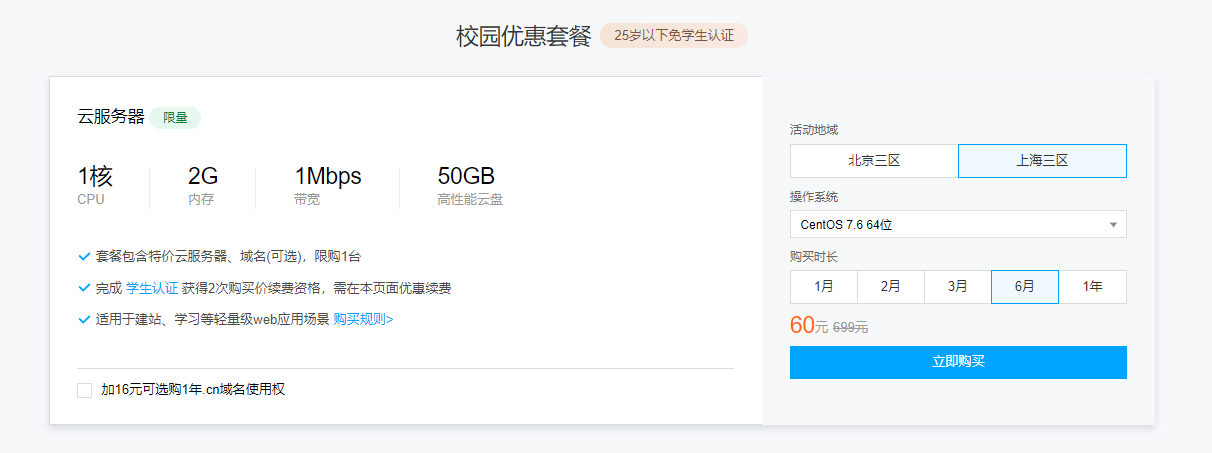 校园优惠套餐 25岁以下免学生认证
云服务器 限量
1核 2G 1Mbps 50GB
CPU 内存 带宽 高性能云盘
套餐包含特价云服务器、域名(可选)，限购1台
完成 学生认证 获得2次购买价续费资格，需在本页面优惠续费
适用于建站、学习等轻量级web应用场景 购买规则>
加16元可选购1年.cn域名使用权
活动地域
北京三区 上海三区
操作系统
CentOS 7.6 64位
购买时长
1月 2月 3月 6月 1年
60元 699元
立即购买